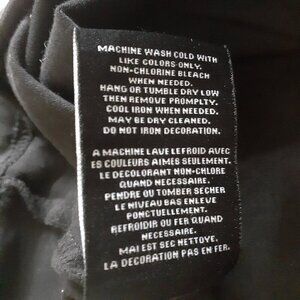 MACHINE WASH COLD WITH
LIKE COLORS ONLY.
NON-CHLORINE BLEACH
WHEN NEEDED.
HANG OR TUMBLE DRY LOW
THEN REMOVE PROMPLTY.
COOL IRON WHEN NEEDED.
MAY BE DRY CLEANED.
DO NOT IRON DECORATION.
A MACHINE LAVE LE FROID AVEC
ES COULEURS AIMES SEULEMENT.
LE DECOLORANT NON-CHLORE
QUAND NECESSAIRE.
PENDRE OU TOMBER SECHER
LE NIVEAU BAS ENLEVE
PONCTUELLEMENT.
REFROIDIR OU FER QUAND
NECESSAIRE.
MAI EST SEC NETTOYE.
LA DECORATION PAS EN FER.